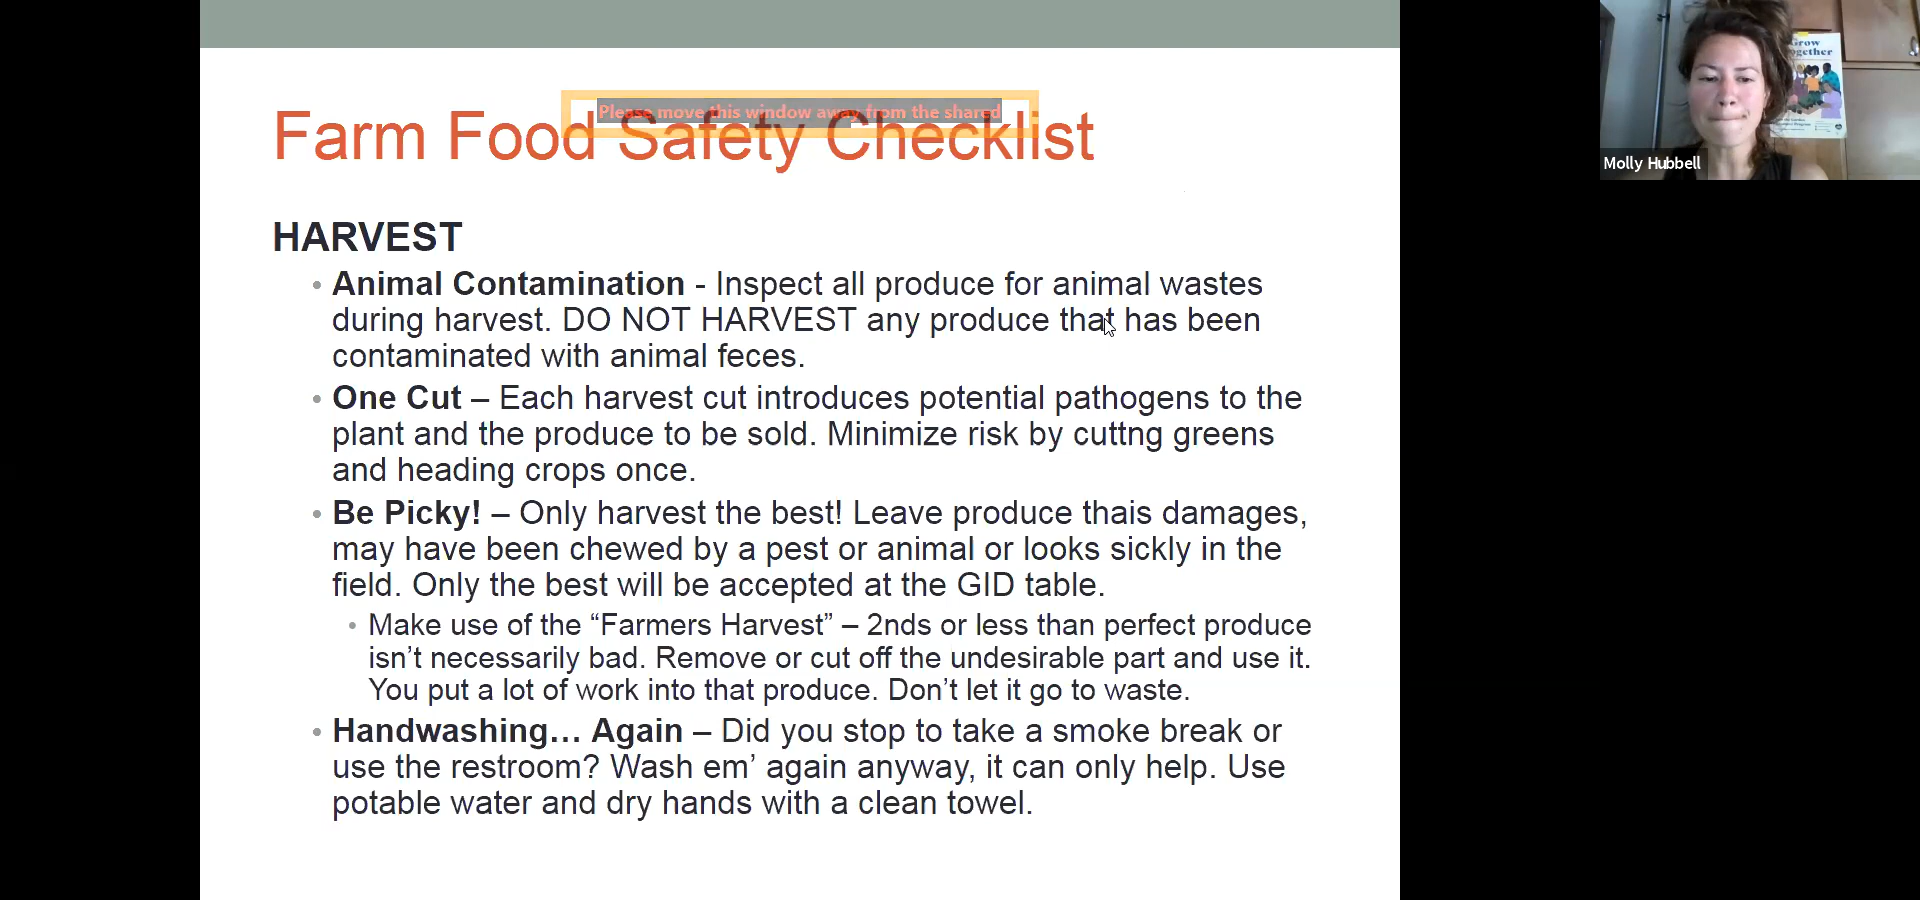 Please move this window away from the shared
Farm Food Safety Checklist
HARVEST
• Animal Contamination - Inspect all produce for animal wastes
during harvest. DO NOT HARVEST any produce that has been
contaminated with animal feces.
• One Cut – Each harvest cut introduces potential pathogens to the
plant and the produce to be sold. Minimize risk by cuttng greens
and heading crops once.
• Be Picky! – Only harvest the best! Leave produce thais damages,
may have been chewed by a pest or animal or looks sickly in the
field. Only the best will be accepted at the GID table.
• Make use of the “Farmers Harvest” – 2nds or less than perfect produce
isn’t necessarily bad. Remove or cut off the undesirable part and use it.
You put a lot of work into that produce. Don’t let it go to waste.
• Handwashing… Again – Did you stop to take a smoke break or
use the restroom? Wash em’ again anyway, it can only help. Use
potable water and dry hands with a clean towel.
Grow
Together
Molly Hubbell